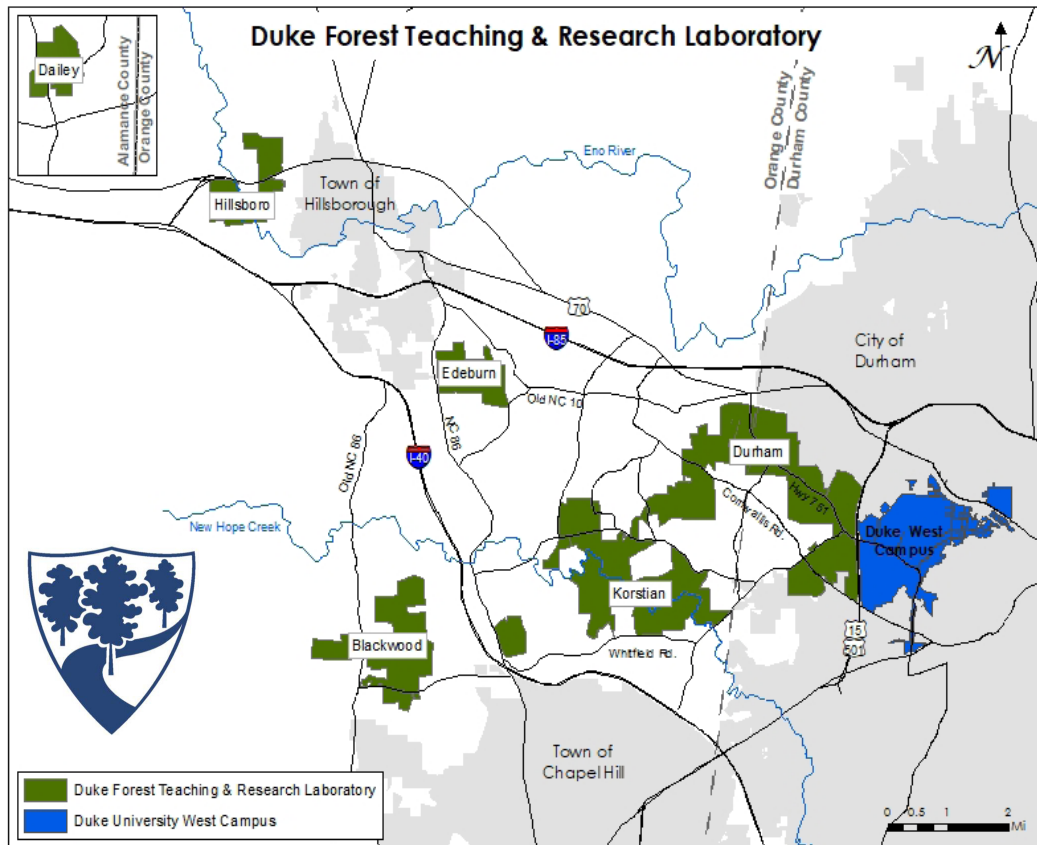 Duke Forest Teaching & Research Laboratory
N
Dailey
Alamance County
Orange County
Orange County
Durham County
Eno River
Hillsboro
Town of
Hillsborough
70
I-85
City of
Durham
Edeburn
Old NC 10
NC 86
Old NC 86
I-40
Durham
Hwy 751
Cornwallis Rd.
New Hope Creek
Duke West
Campus
Korstian
Blackwood
Whitfield Rd.
15
501
Town of
Chapel Hill
Duke Forest Teaching & Research Laboratory
Duke University West Campus
0 0.5 1 2
Mi